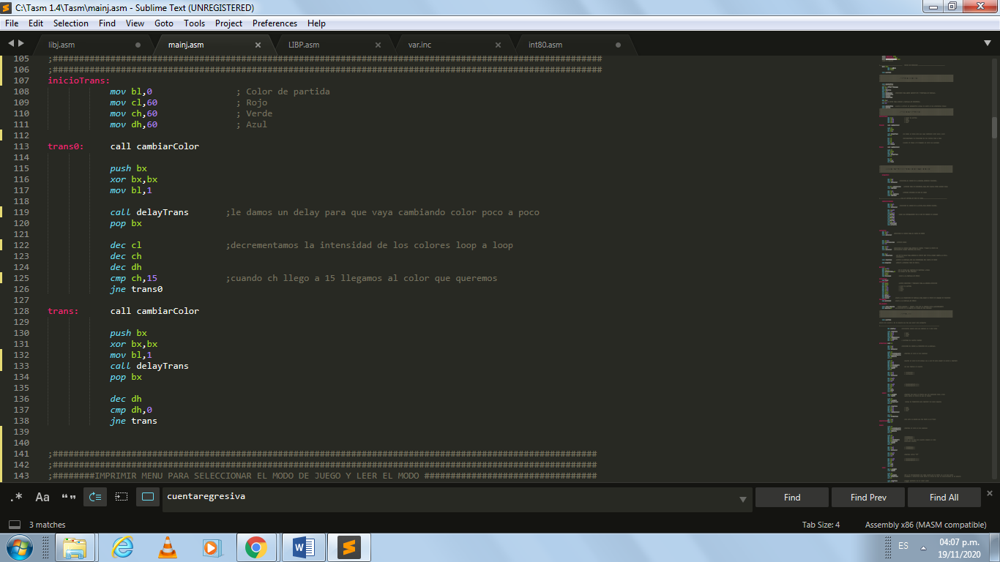 C:\Tasm 1.4\Tasm\mainj.asm - Sublime Text (UNREGISTERED)
File Edit Selection Find View Goto Tools Project Preferences Help
libj.asm mainj.asm LIBP.asm var.inc int80.asm
105 ;#########################################################################################################
106 ;#########################################################################################################
107 inicioTrans:
108 mov bl,0 ; Color de partida
109 mov cl,60 ; Rojo
110 mov ch,60 ; Verde
111 mov dh,60 ; Azul
112
113 trans0: call cambiarColor
114
115 push bx
116 xor bx,bx
117 mov bl,1
118
119 call delayTrans ;le damos un delay para que vaya cambiando color poco a poco
120 pop bx
121
122 dec cl ;decrementamos la intensidad de los colores loop a loop
123 dec ch
124 dec dh
125 cmp ch,15 ;cuando ch llego a 15 llegamos al color que queremos
126 jne trans0
127
128 trans: call cambiarColor
129
130 push bx
131 xor bx,bx
132 mov bl,1
133 call delayTrans
134 pop bx
135
136 dec dh
137 cmp dh,0
138 jne trans
139
140
141 ;########################################################################################################
142 ;########################################################################################################
143 ;########IMPRIMIR MENU PARA SELECCIONAR EL MODO DE JUEGO Y LEER EL MODO #################################
.* Aa “” cuentaregresiva Find Find Prev Find All
3 matches Tab Size: 4 Assembly x86 (MASM compatible)
ES 04:07 p.m.
19/11/2020